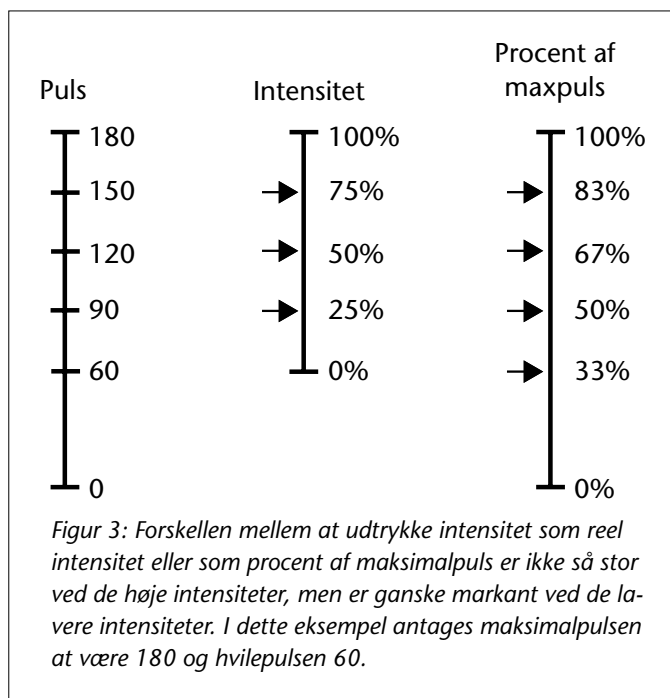 Puls
Intensitet
Procent af
maxpuls
180
100%
100%
150
75%
83%
120
50%
67%
90
25%
50%
60
0%
33%
0
0%
Figur 3: Forskellen mellem at udtrykke intensitet som reel
intensitet eller som procent af maksimalpuls er ikke så stor
ved de høje intensiteter, men er ganske markant ved de la-
vere intensiteter. I dette eksempel antages maksimalpulsen
at være 180 og hvilepulsen 60.